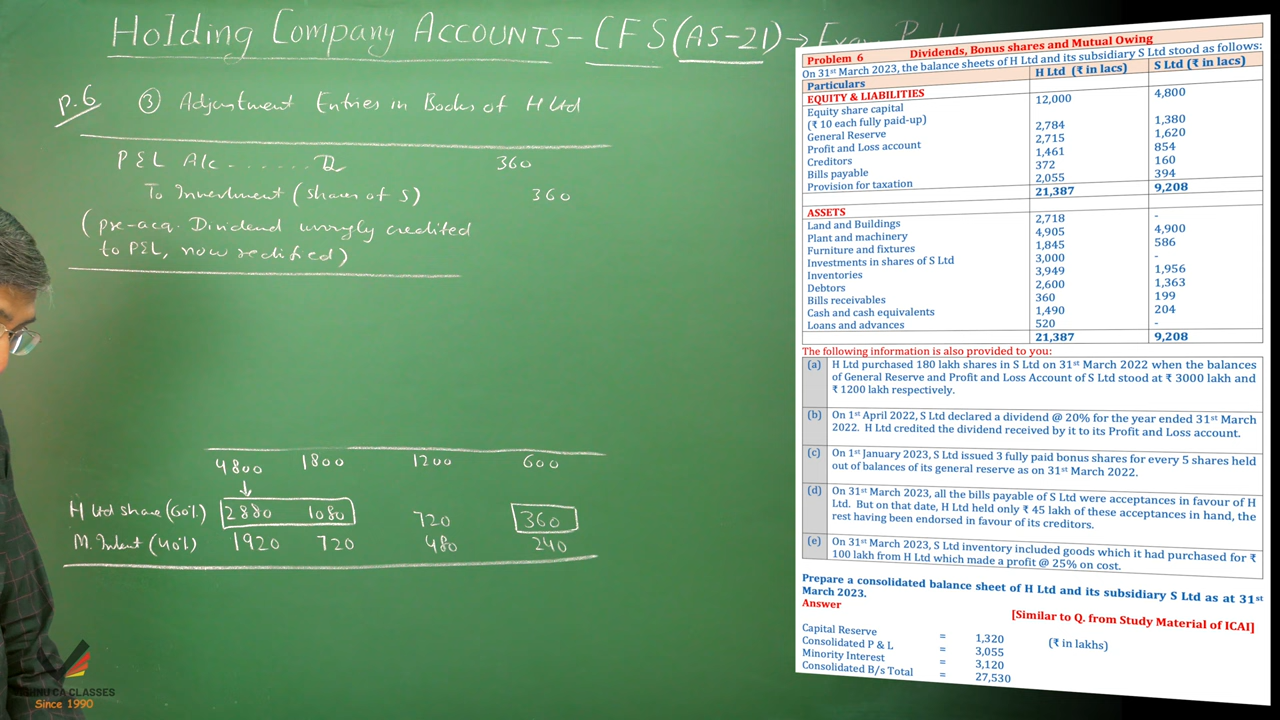 Holding Company Accounts - CFS (AS-21) → Exam
P.6
③ Adjustment Entries in Books of H Ltd
P&L A/c ........ Dr 360
To Investment (shares of S) 360
(preacq. Dividend wrongly credited
to P&L, now rectified)
4800 1800 1200 600
H Ltd share (60%) 2880 1080 720 360
M. Intent (40%) 1920 720 480 240
CA CLASSES
Since 1990
Problem 6 Dividends, Bonus shares and Mutual Owing
On 31st March 2023, the balance sheets of H Ltd and its subsidiary S Ltd stood as follows:
Particulars H Ltd (₹ in lacs) S Ltd (₹ in lacs)
EQUITY & LIABILITIES
Equity share capital 12,000 4,800
(₹ 10 each fully paid-up)
General Reserve 2,784 1,380
Profit and Loss account 2,715 1,620
Creditors 1,461 854
Bills payable 372 160
Provision for taxation 2,055 394
21,387 9,208
ASSETS
Land and Buildings 2,718 -
Plant and machinery 4,905 4,900
Furniture and fixtures 1,845 586
Investments in shares of S Ltd 3,000 -
Inventories 3,949 1,956
Debtors 2,600 1,363
Bills receivables 360 199
Cash and cash equivalents 1,490 204
Loans and advances 520 -
21,387 9,208
The following information is also provided to you:
(a) H Ltd purchased 180 lakh shares in S Ltd on 31st March 2022 when the balances
of General Reserve and Profit and Loss Account of S Ltd stood at ₹ 3000 lakh and
₹ 1200 lakh respectively.
(b) On 1st April 2022, S Ltd declared a dividend @ 20% for the year ended 31st March
2022. H Ltd credited the dividend received by it to its Profit and Loss account.
(c) On 1st January 2023, S Ltd issued 3 fully paid bonus shares for every 5 shares held
out of balances of its general reserve as on 31st March 2022.
(d) On 31st March 2023, all the bills payable of S Ltd were acceptances in favour of H
Ltd. But on that date, H Ltd held only ₹ 45 lakh of these acceptances in hand, the
rest having been endorsed in favour of its creditors.
(e) On 31st March 2023, S Ltd inventory included goods which it had purchased for ₹
100 lakh from H Ltd which made a profit @ 25% on cost.
Prepare a consolidated balance sheet of H Ltd and its subsidiary S Ltd as at 31st
March 2023.
Answer
[Similar to Q. from Study Material of ICAI]
Capital Reserve = 1,320 (₹ in lakhs)
Consolidated P & L = 3,055
Minority Interest = 3,120
Consolidated B/s Total = 27,530